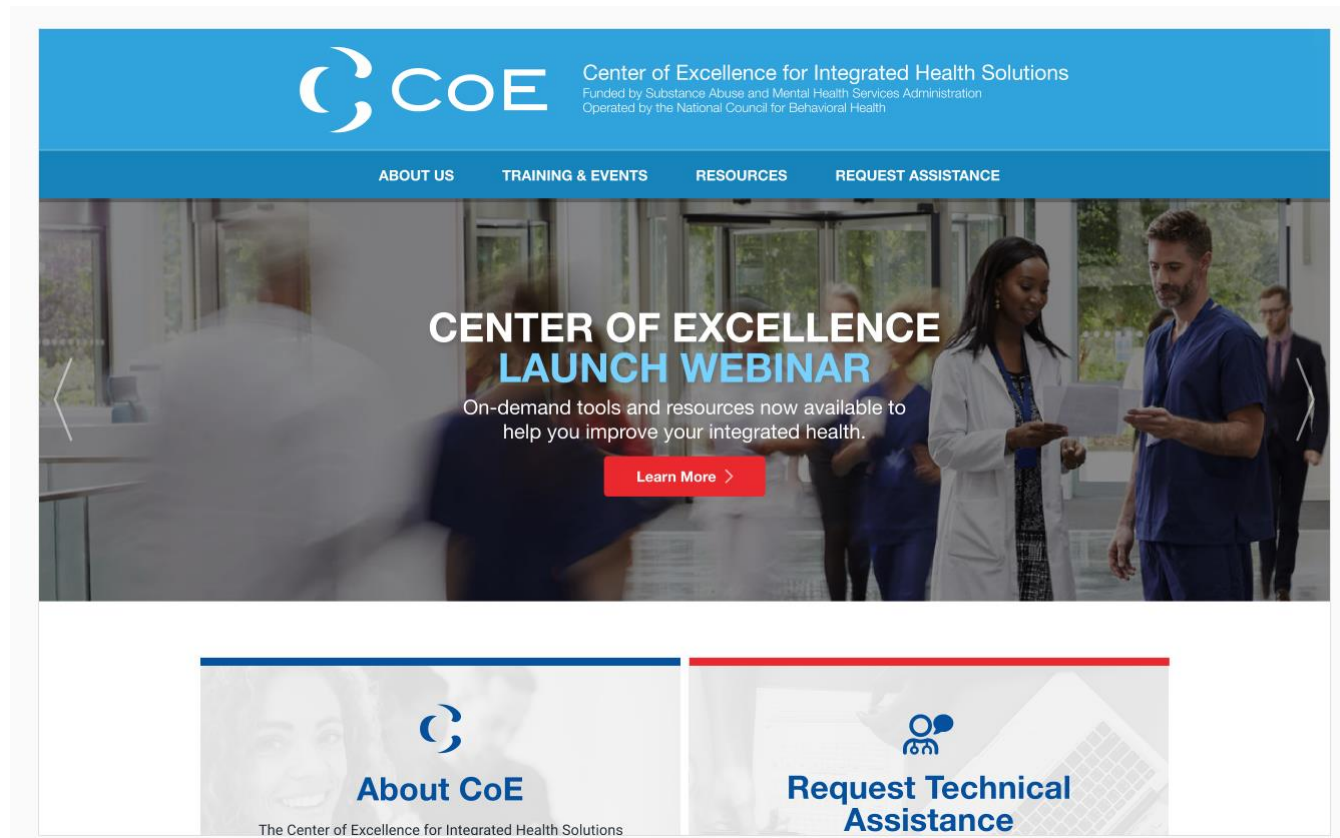 CoE
Center of Excellence for Integrated Health Solutions
Funded by Substance Abuse and Mental Health Services Administration
Operated by the National Council for Behavioral Health
ABOUT US TRAINING & EVENTS RESOURCES REQUEST ASSISTANCE
CENTER OF EXCELLENCE
LAUNCH WEBINAR
On-demand tools and resources now available to
help you improve your integrated health.
Learn More
About CoE
The Center of Excellence for Integrated Health Solutions
Request Technical
Assistance